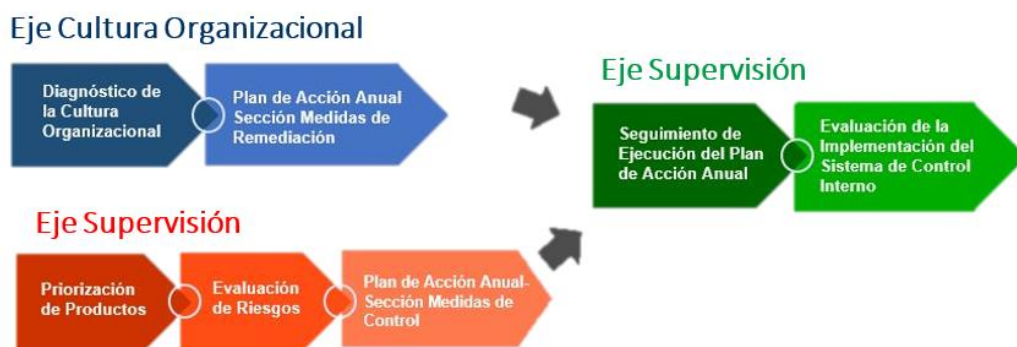 Eje Cultura Organizacional
Diagnóstico de
la Cultura
Organizacional
Plan de Acción Anual
Sección Medidas de
Remediación
Eje Supervisión
Seguimiento de
Ejecución del Plan
de Acción Anual
Evaluación de la
Implementación del
Sistema de Control
Interno
Eje Supervisión
Priorización
de Productos
Evaluación
de Riesgos
Plan de Acción Anual-
Sección Medidas de
Control